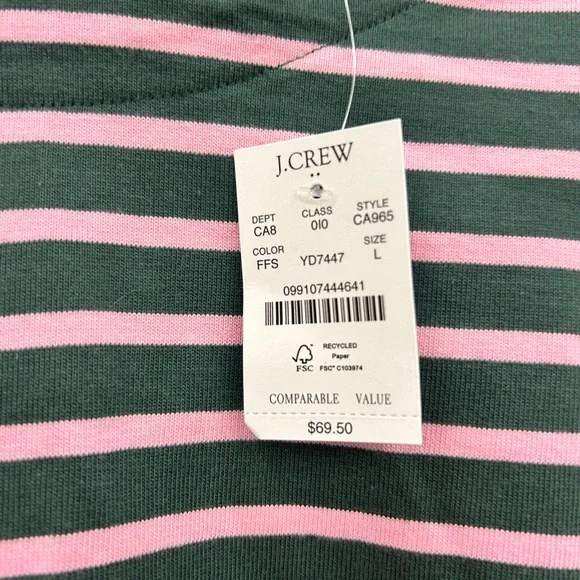 J.CREW
DEPT CLASS STYLE
CA8 0I0 CA965
COLOR SIZE
FFS YD7447 L
099107444641
RECYCLED
Paper
FSC FSC® C103974
COMPARABLE VALUE
$69.50